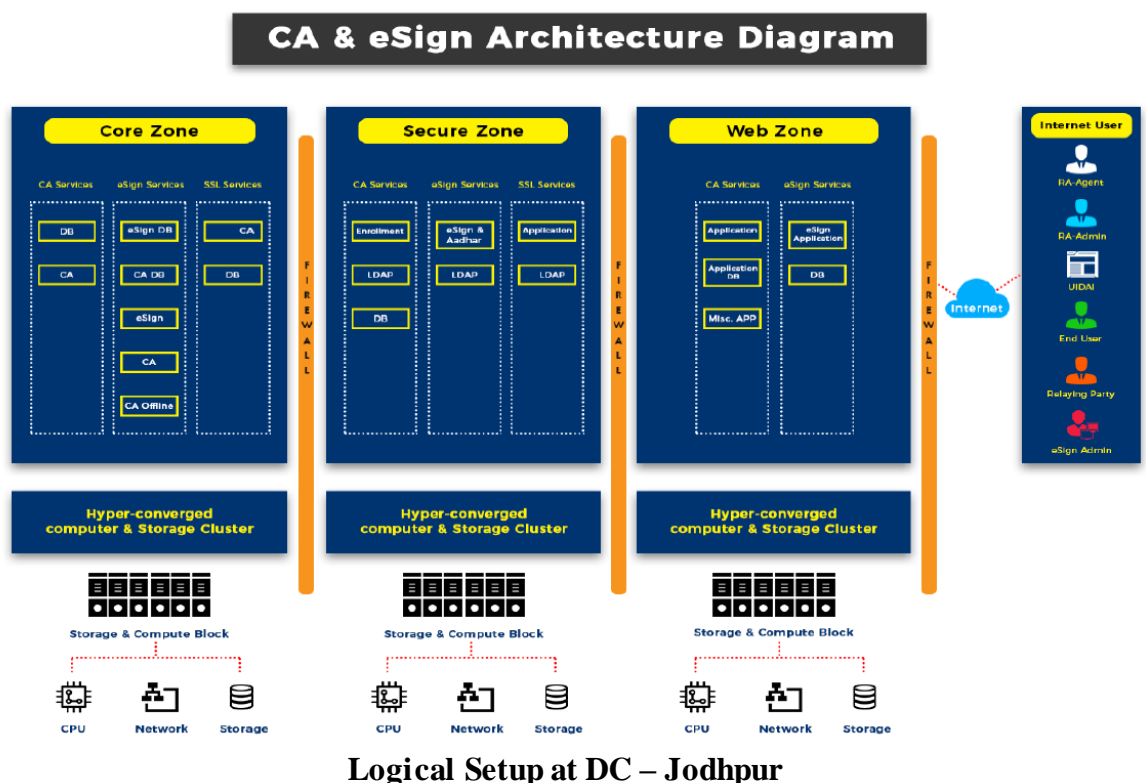 CA & eSign Architecture Diagram
Core Zone
CA Services
eSign Services
SSL Services
DB
CA
eSign DB
CA DB
eSign
CA
CA Offline
CA
DB
Hyper-converged
computer & Storage Cluster
Storage & Compute Block
CPU
Network
Storage
FIREWALL
Secure Zone
CA Services
eSign Services
SSL Services
Enrollment
LDAP
DB
eSign &
Aadhar
LDAP
Application
LDAP
Hyper-converged
computer & Storage Cluster
Storage & Compute Block
CPU
Network
Storage
FIREWALL
Web Zone
CA Services
eSign Services
Application
Application
DB
Misc. APP
eSign
Application
DB
Hyper-converged
computer & Storage Cluster
Storage & Compute Block
CPU
Network
Storage
FIREWALL
Internet
Internet User
RA-Agent
RA-Admin
UIDAI
End User
Relaying Party
eSign Admin
Logical Setup at DC – Jodhpur